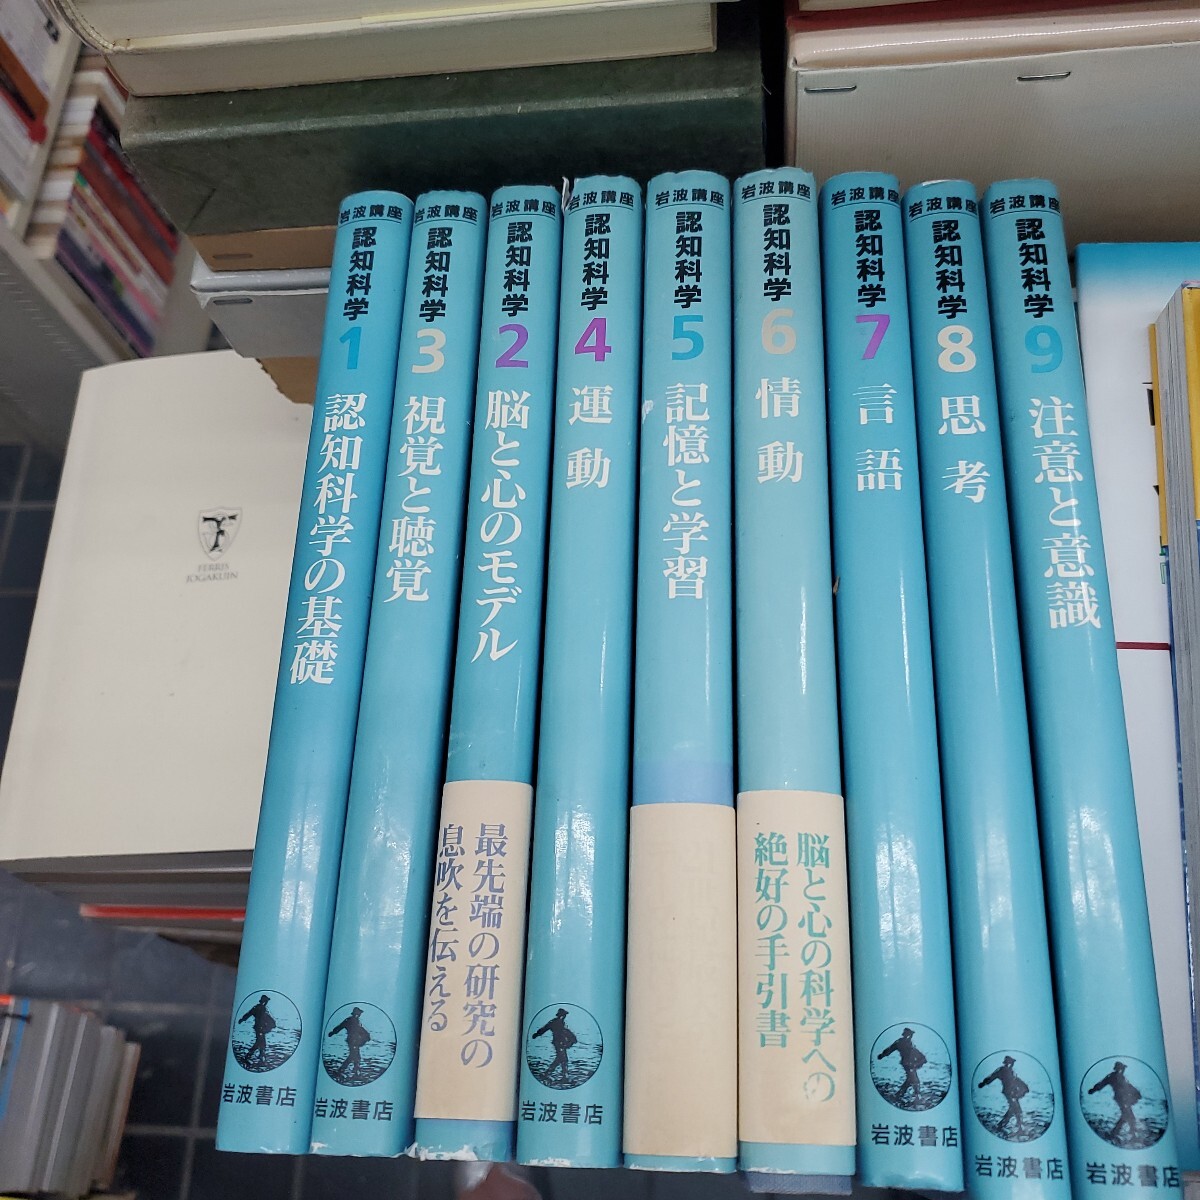 岩波講座
認知科学
1
認知科学の基礎
岩波書店
岩波講座
認知科学
3
視覚と聴覚
岩波書店
岩波講座
認知科学
2
脳と心のモデル
最先端の研究の
息吹を伝える
岩波講座
認知科学
4
運動
岩波書店
岩波講座
認知科学
5
記憶と学習
岩波講座
認知科学
6
情動
脳と心の科学への
絶好の手引書
岩波講座
認知科学
7
言語
岩波書店
岩波講座
認知科学
8
思考
岩波書店
岩波講座
認知科学
9
注意と意識
岩波書店
FERRIS
JOGAKUIN